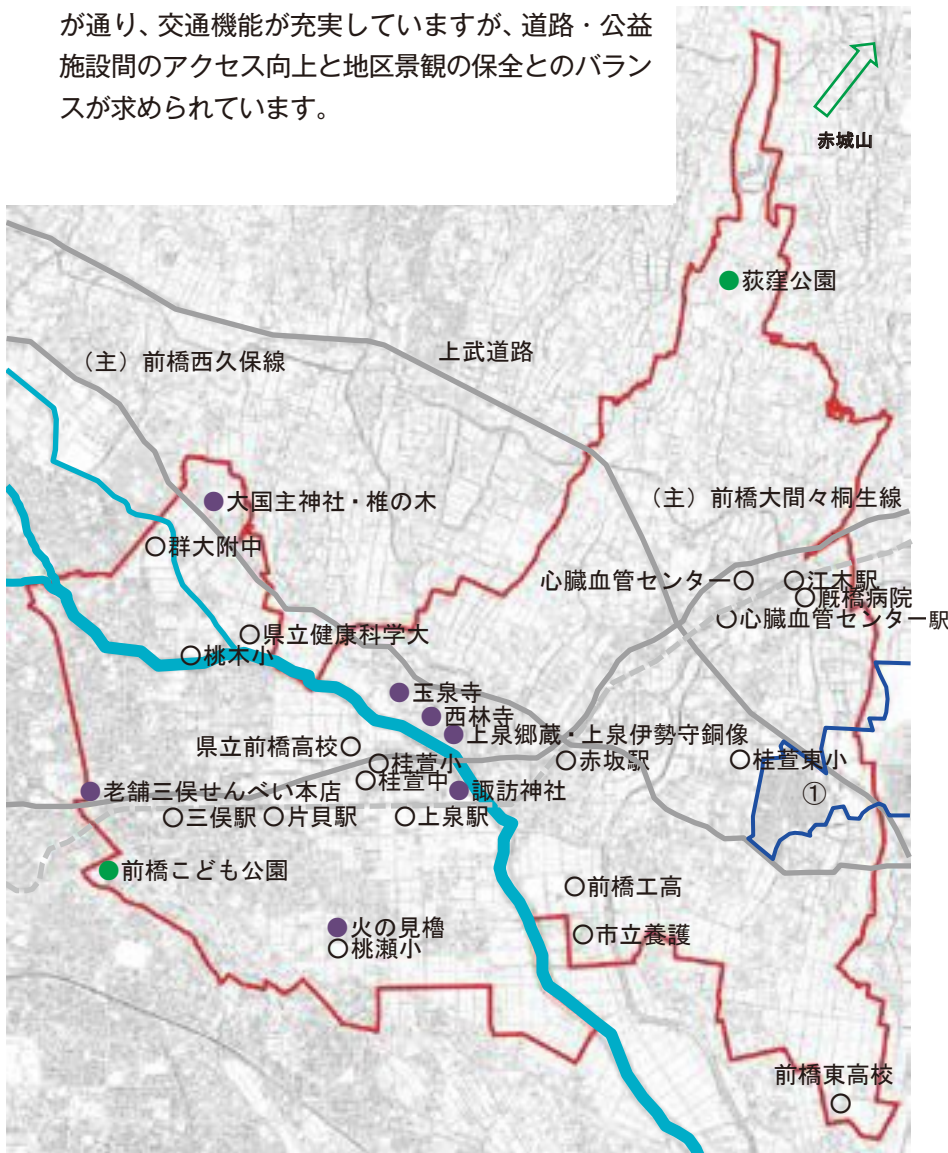 が通り、交通機能が充実していますが、道路・公益
施設間のアクセス向上と地区景観の保全とのバラン
スが求められています。
赤城山
荻窪公園
上武道路
（主）前橋西久保線
（主）前橋大間々桐生線
大国主神社・椎の木
群大附中
心臓血管センター
江木駅
厩橋病院
心臓血管センター駅
県立健康科学大
桃木小
玉泉寺
西林寺
上泉郷蔵・上泉伊勢守銅像
県立前橋高校
桂萱小
赤坂駅
桂萱東小
桂萱中
諏訪神社
老舗三俣せんべい本店
①
三俣駅
片貝駅
上泉駅
前橋こども公園
前橋工高
火の見櫓
市立養護
桃瀬小
前橋東高校